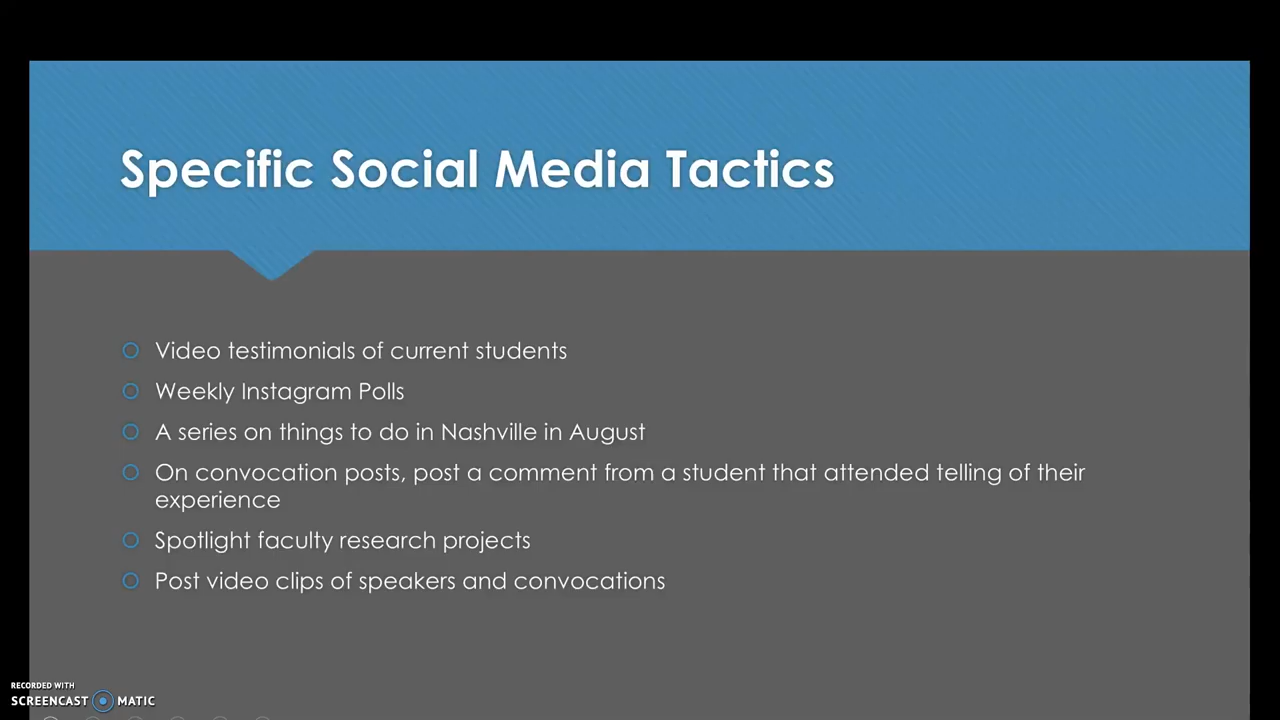 Specific Social Media Tactics
Video testimonials of current students
Weekly Instagram Polls
A series on things to do in Nashville in August
On convocation posts, post a comment from a student that attended telling of their
experience
Spotlight faculty research projects
Post video clips of speakers and convocations
RECORDED WITH
SCREENCAST MATIC